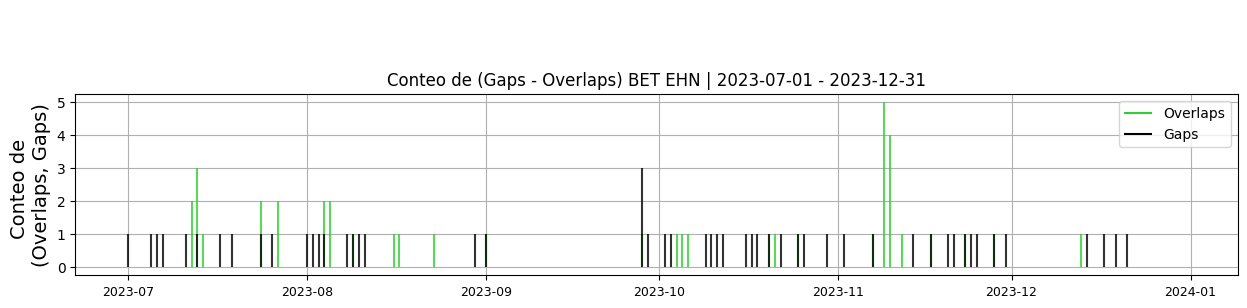 Conteo de (Gaps - Overlaps) BET EHN | 2023-07-01 - 2023-12-31
Conteo de
(Overlaps, Gaps)
5
4
3
2
1
0
Overlaps
Gaps
2023-07
2023-08
2023-09
2023-10
2023-11
2023-12
2024-01